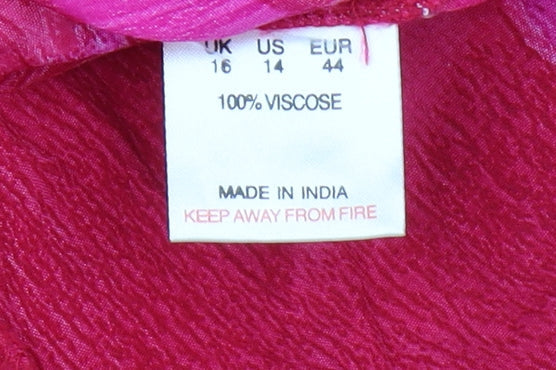 UK US EUR
16 14 44
100% VISCOSE
MADE IN INDIA
KEEP AWAY FROM FIRE